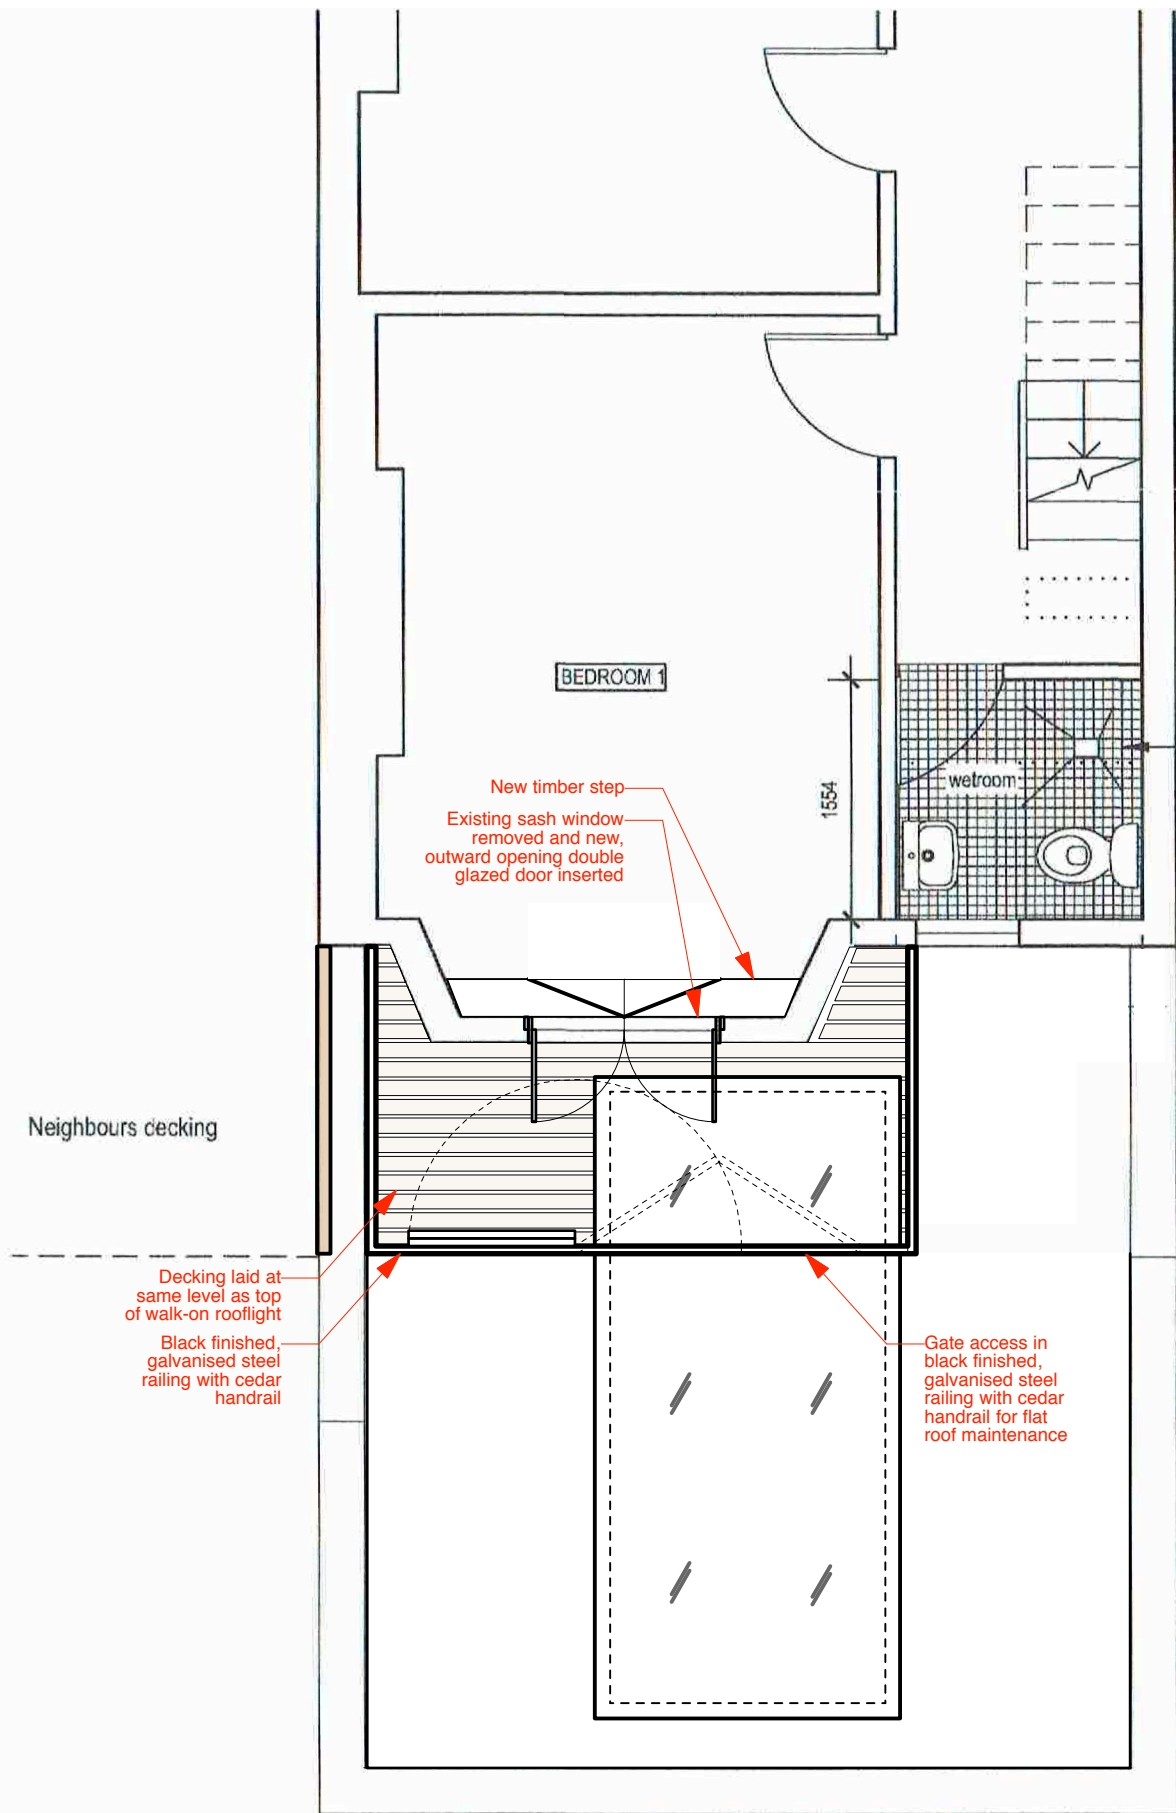 BEDROOM 1
New timber step
Existing sash window
removed and new,
outward opening double
glazed door inserted
1554
wetroom
Neighbours decking
Decking laid at
same level as top
of walk-on rooflight
Black finished,
galvanised steel
railing with cedar
handrail
Gate access in
black finished,
galvanised steel
railing with cedar
handrail for flat
roof maintenance